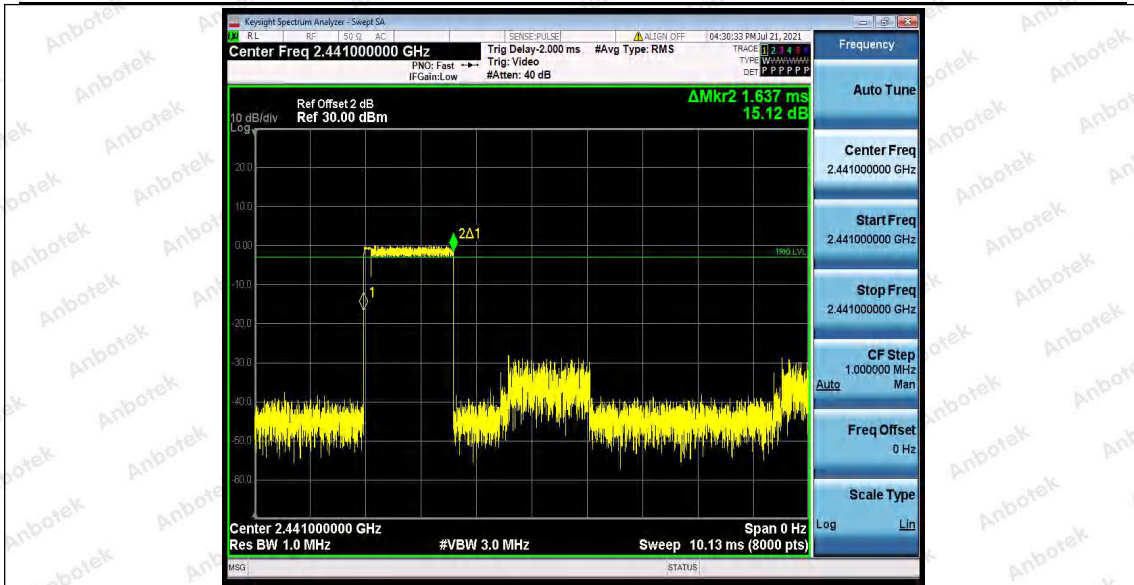 Keysight Spectrum Analyzer - Swept SA
RL RF 50 Ω AC SENSE:PULSE ALIGN OFF 04:30:33 PM Jul 21, 2021
Center Freq 2.441000000 GHz
PNO: Fast
IFGain:Low
Trig Delay-2.000 ms
Trig: Video
#Atten: 40 dB
#Avg Type: RMS
TRACE 1 2 3 4 5 6
TYPE WWWWWW
DET P P P P P P
ΔMkr2 1.637 ms
15.12 dB
Ref Offset 2 dB
10 dB/div Ref 30.00 dBm
Log
20.0
10.0
0.00
-10.0
-20.0
-30.0
-40.0
-50.0
-60.0
2Δ1
1
TRIG LVL
Center 2.441000000 GHz Span 0 Hz
Res BW 1.0 MHz #VBW 3.0 MHz Sweep 10.13 ms (8000 pts)
MSG STATUS
Frequency
Auto Tune
Center Freq
2.441000000 GHz
Start Freq
2.441000000 GHz
Stop Freq
2.441000000 GHz
CF Step
1.000000 MHz
Auto Man
Freq Offset
0 Hz
Scale Type
Log Lin
Anbotek